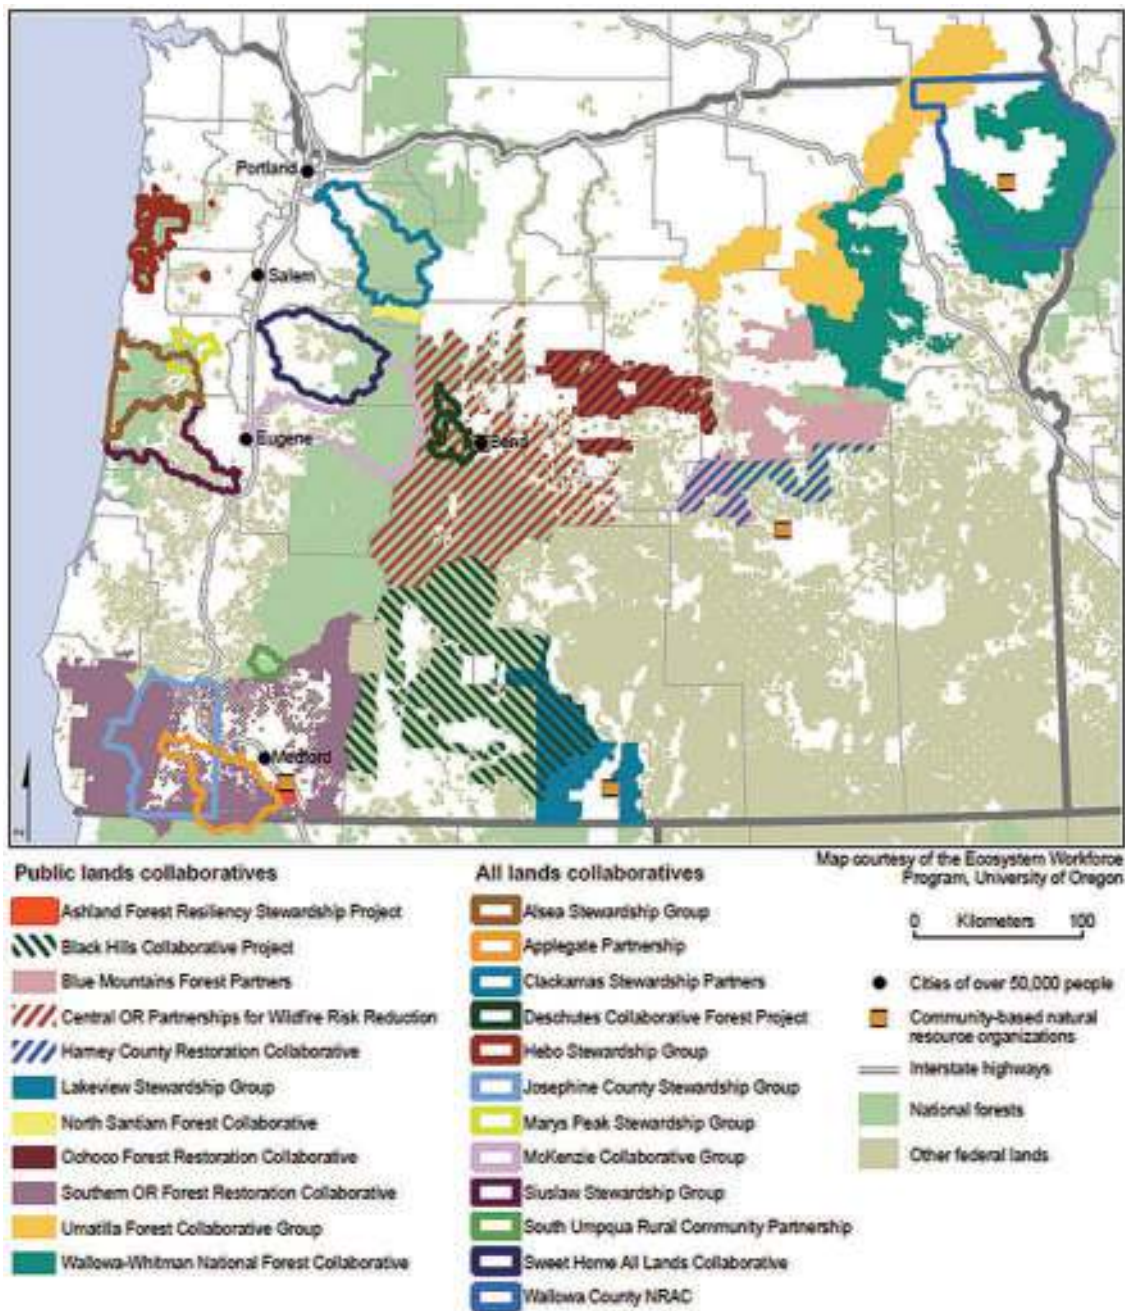 Portland
Salem
Eugene
Bend
Medford
Map courtesy of the Ecosystem Workforce
Program, University of Oregon
Public lands collaboratives
Ashland Forest Resiliency Stewardship Project
Black Hills Collaborative Project
Blue Mountains Forest Partners
Central OR Partnerships for Wildfire Risk Reduction
Harney County Restoration Collaborative
Lakeview Stewardship Group
North Santiam Forest Collaborative
Ochoco Forest Restoration Collaborative
Southern OR Forest Restoration Collaborative
Umatilla Forest Collaborative Group
Wallowa-Whitman National Forest Collaborative
All lands collaboratives
Alsea Stewardship Group
Applegate Partnership
Clackamas Stewardship Partners
Deschutes Collaborative Forest Project
Hebo Stewardship Group
Josephine County Stewardship Group
Marys Peak Stewardship Group
McKenzie Collaborative Group
Siuslaw Stewardship Group
South Umpqua Rural Community Partnership
Sweet Home All Lands Collaborative
Wallowa County NRAC
0 Kilometers 100
Cities of over 50,000 people
Community-based natural
resource organizations
Interstate highways
National forests
Other federal lands